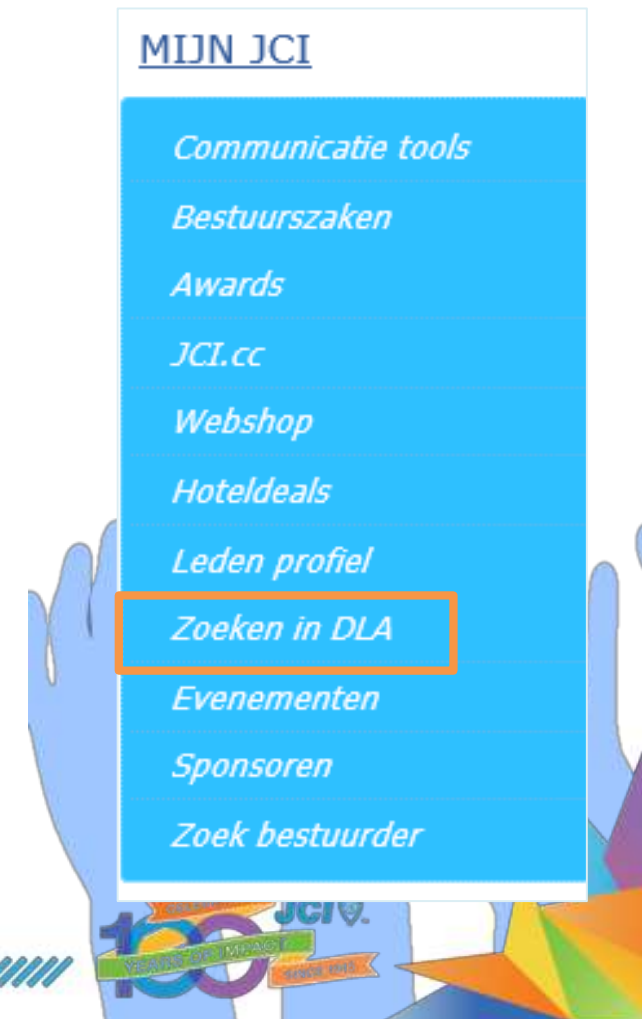 MIJN JCI
Communicatie tools
Bestuurszaken
Awards
JCI.cc
Webshop
Hoteldeals
Leden profiel
Zoeken in DLA
Evenementen
Sponsoren
Zoek bestuurder
JCI
100
YEARS OF IMPACT